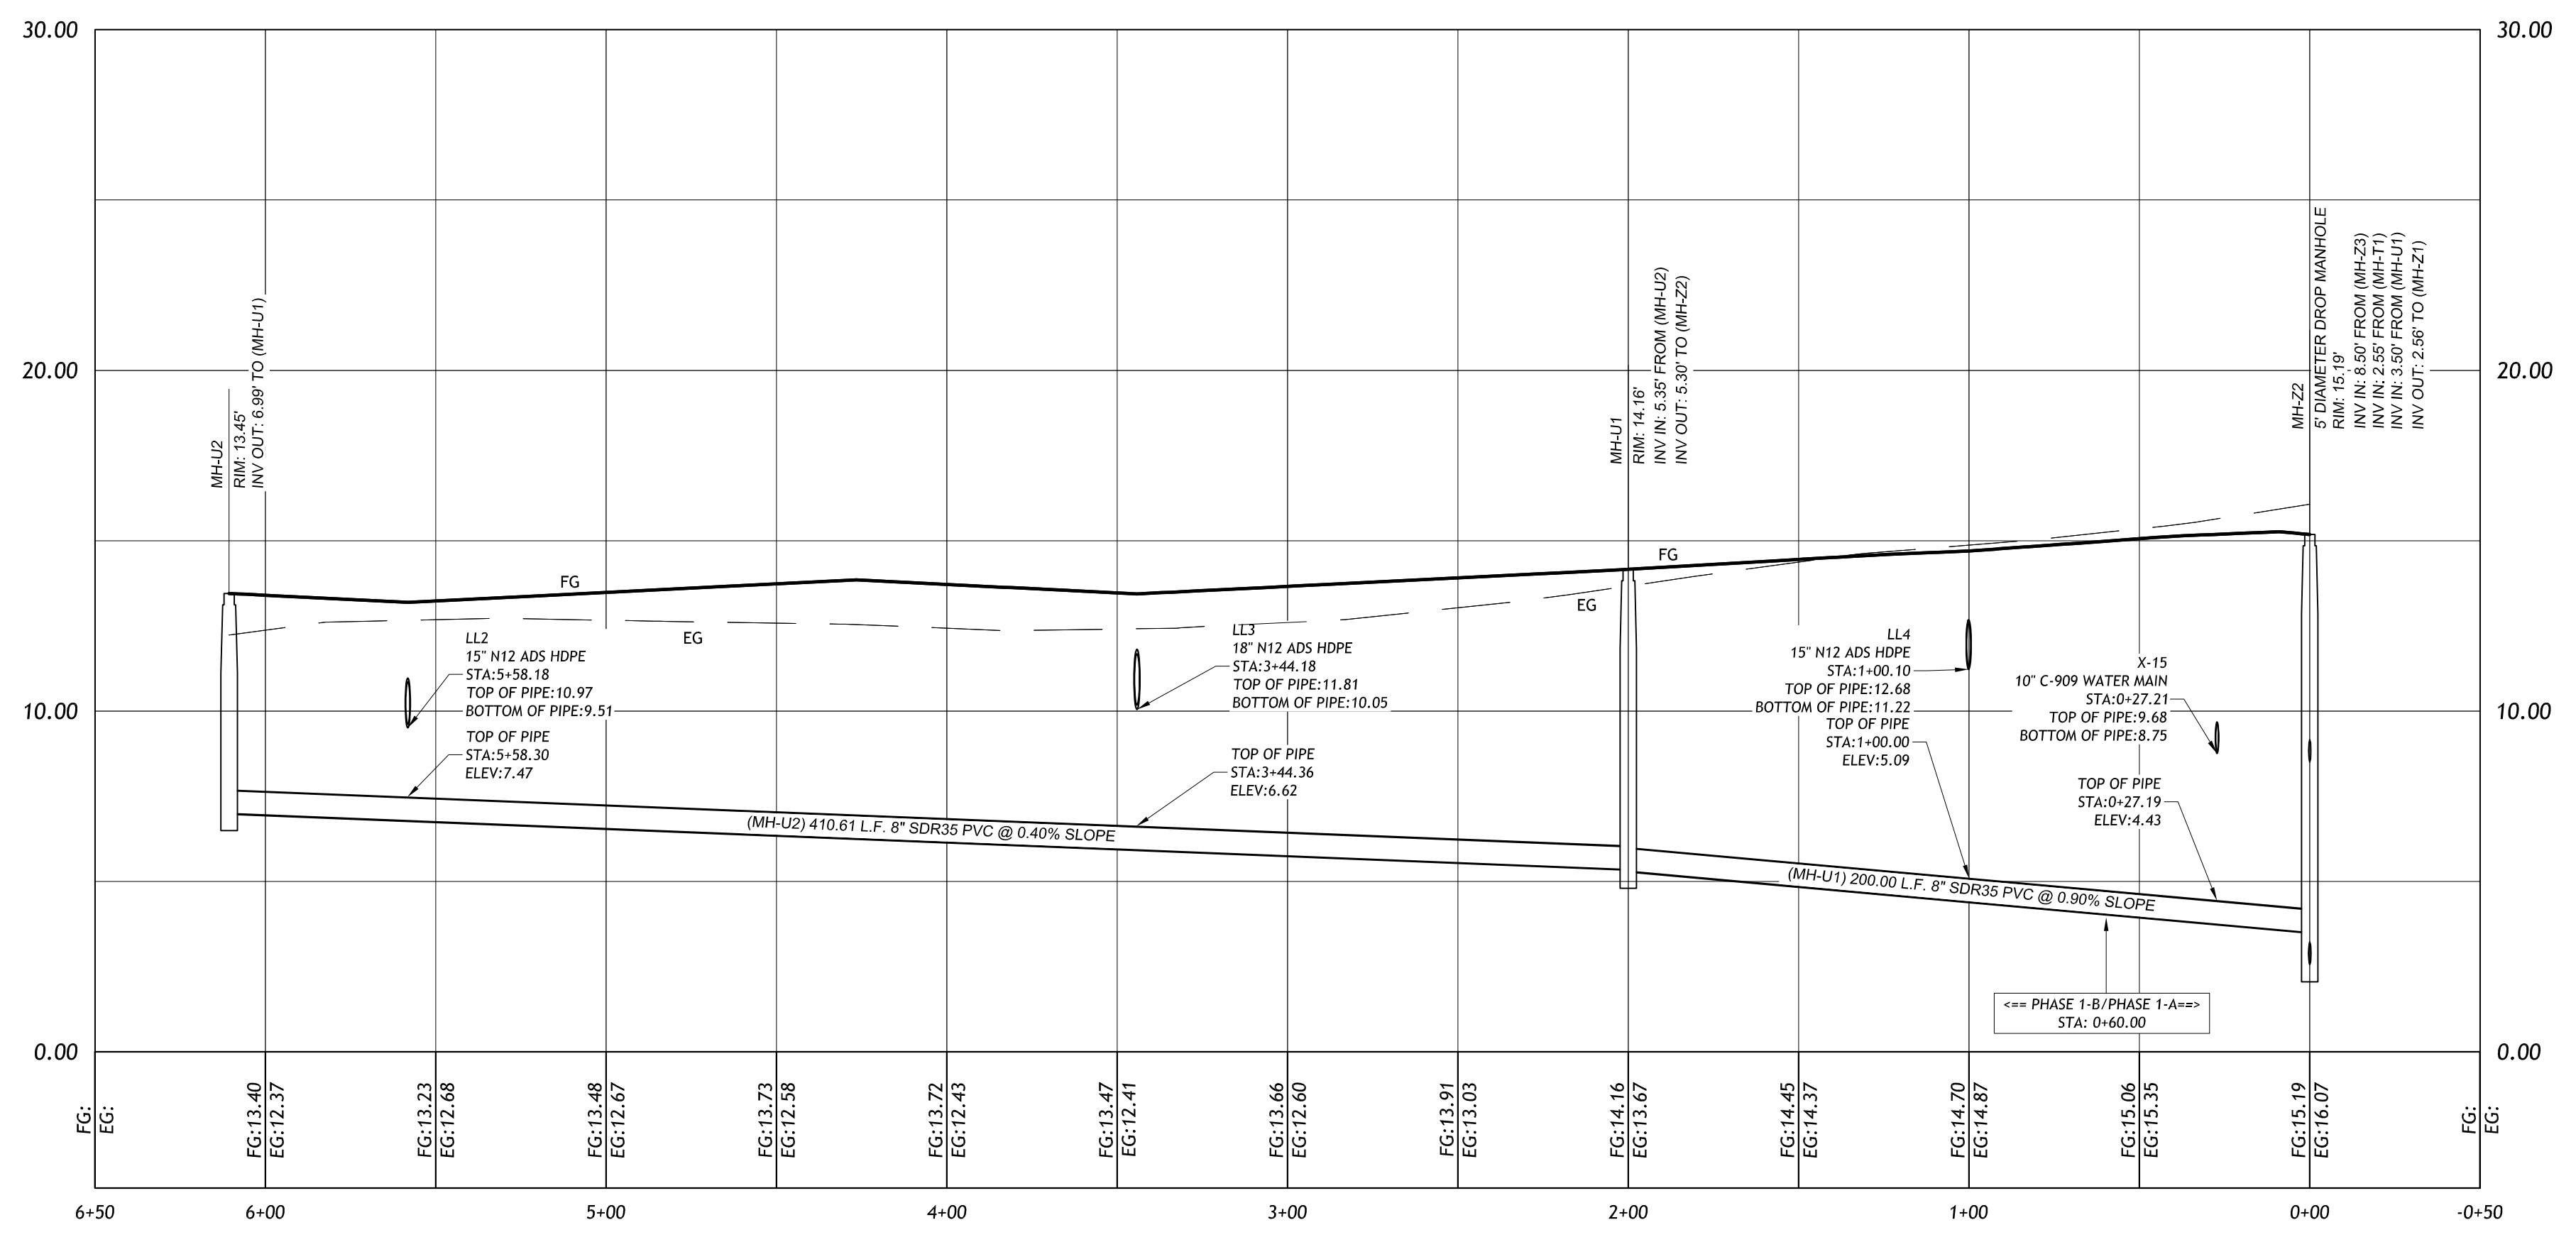 30.00
30.00
20.00
20.00
10.00
10.00
0.00
0.00
MH-U2
RIM: 13.45'
INV OUT: 6.99' TO (MH-U1)
MH-U1
RIM: 14.16'
INV IN: 5.35' FROM (MH-U2)
INV OUT: 5.30' TO (MH-Z2)
MH-Z2
5' DIAMETER DROP MANHOLE
RIM: 15.19'
INV IN: 8.50' FROM (MH-Z3)
INV IN: 2.55' FROM (MH-T1)
INV IN: 3.50' FROM (MH-U1)
INV OUT: 2.56' TO (MH-Z1)
FG
EG
FG
EG
LL2
15" N12 ADS HDPE
STA:5+58.18
TOP OF PIPE:10.97
BOTTOM OF PIPE:9.51
TOP OF PIPE
STA:5+58.30
ELEV:7.47
LL3
18" N12 ADS HDPE
STA:3+44.18
TOP OF PIPE:11.81
BOTTOM OF PIPE:10.05
TOP OF PIPE
STA:3+44.36
ELEV:6.62
LL4
15" N12 ADS HDPE
STA:1+00.10
TOP OF PIPE:12.68
BOTTOM OF PIPE:11.22
TOP OF PIPE
STA:1+00.00
ELEV:5.09
X-15
10" C-909 WATER MAIN
STA:0+27.21
TOP OF PIPE:9.68
BOTTOM OF PIPE:8.75
TOP OF PIPE
STA:0+27.19
ELEV:4.43
(MH-U2) 410.61 L.F. 8" SDR35 PVC @ 0.40% SLOPE
(MH-U1) 200.00 L.F. 8" SDR35 PVC @ 0.90% SLOPE
<== PHASE 1-B/PHASE 1-A==>
STA: 0+60.00
FG:
EG:
FG:13.40
EG:12.37
FG:13.23
EG:12.68
FG:13.48
EG:12.67
FG:13.73
EG:12.58
FG:13.72
EG:12.43
FG:13.47
EG:12.41
FG:13.66
EG:12.60
FG:13.91
EG:13.03
FG:14.16
EG:13.67
FG:14.45
EG:14.37
FG:14.70
EG:14.87
FG:15.06
EG:15.35
FG:15.19
EG:16.07
FG:
EG:
6+50
6+00
5+00
4+00
3+00
2+00
1+00
0+00
-0+50